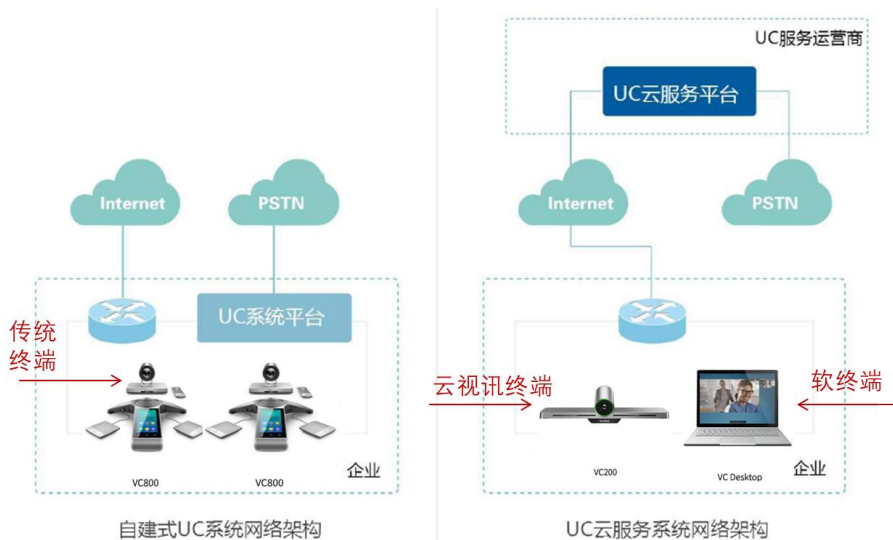 Internet
PSTN
UC系统平台
传统
终端
VC800
VC800
企业
自建式UC系统网络架构
UC服务运营商
UC云服务平台
Internet
PSTN
云视讯终端
软终端
VC200
VC Desktop
企业
UC云服务系统网络架构